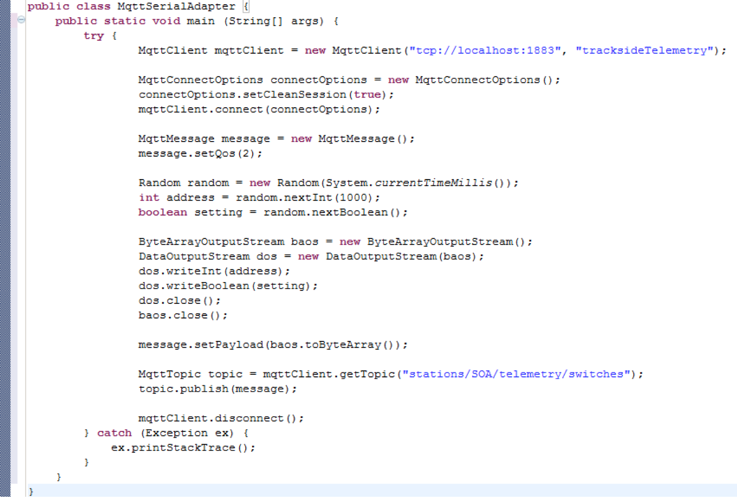 public class MqttSerialAdapter {
public static void main (String[] args) {
try {
MqttClient mqttClient = new MqttClient("tcp://localhost:1883", "tracksideTelemetry");
MqttConnectOptions connectOptions = new MqttConnectOptions();
connectOptions.setCleanSession(true);
mqttClient.connect(connectOptions);
MqttMessage message = new MqttMessage();
message.setQos(2);
Random random = new Random(System.currentTimeMillis());
int address = random.nextInt(1000);
boolean setting = random.nextBoolean();
ByteArrayOutputStream baos = new ByteArrayOutputStream();
DataOutputStream dos = new DataOutputStream(baos);
dos.writeInt(address);
dos.writeBoolean(setting);
dos.close();
baos.close();
message.setPayload(baos.toByteArray());
MqttTopic topic = mqttClient.getTopic("stations/SOA/telemetry/switches");
topic.publish(message);
mqttClient.disconnect();
} catch (Exception ex) {
ex.printStackTrace();
}
}
}